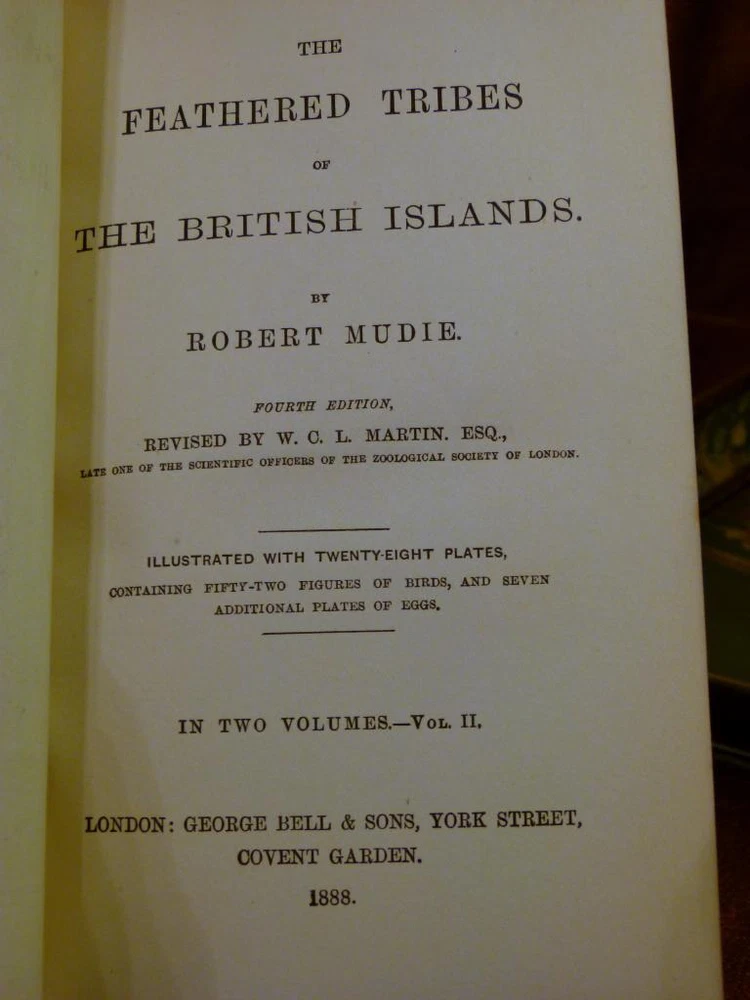 THE
FEATHERED TRIBES
OF
THE BRITISH ISLANDS.
BY
ROBERT MUDIE.
FOURTH EDITION,
REVISED BY W. C. L. MARTIN. ESQ.,
LATE ONE OF THE SCIENTIFIC OFFICERS OF THE ZOOLOGICAL SOCIETY OF LONDON.
ILLUSTRATED WITH TWENTY-EIGHT PLATES,
CONTAINING FIFTY-TWO FIGURES OF BIRDS, AND SEVEN
ADDITIONAL PLATES OF EGGS.
IN TWO VOLUMES.—VOL. II.
LONDON: GEORGE BELL & SONS, YORK STREET,
COVENT GARDEN.
1888.